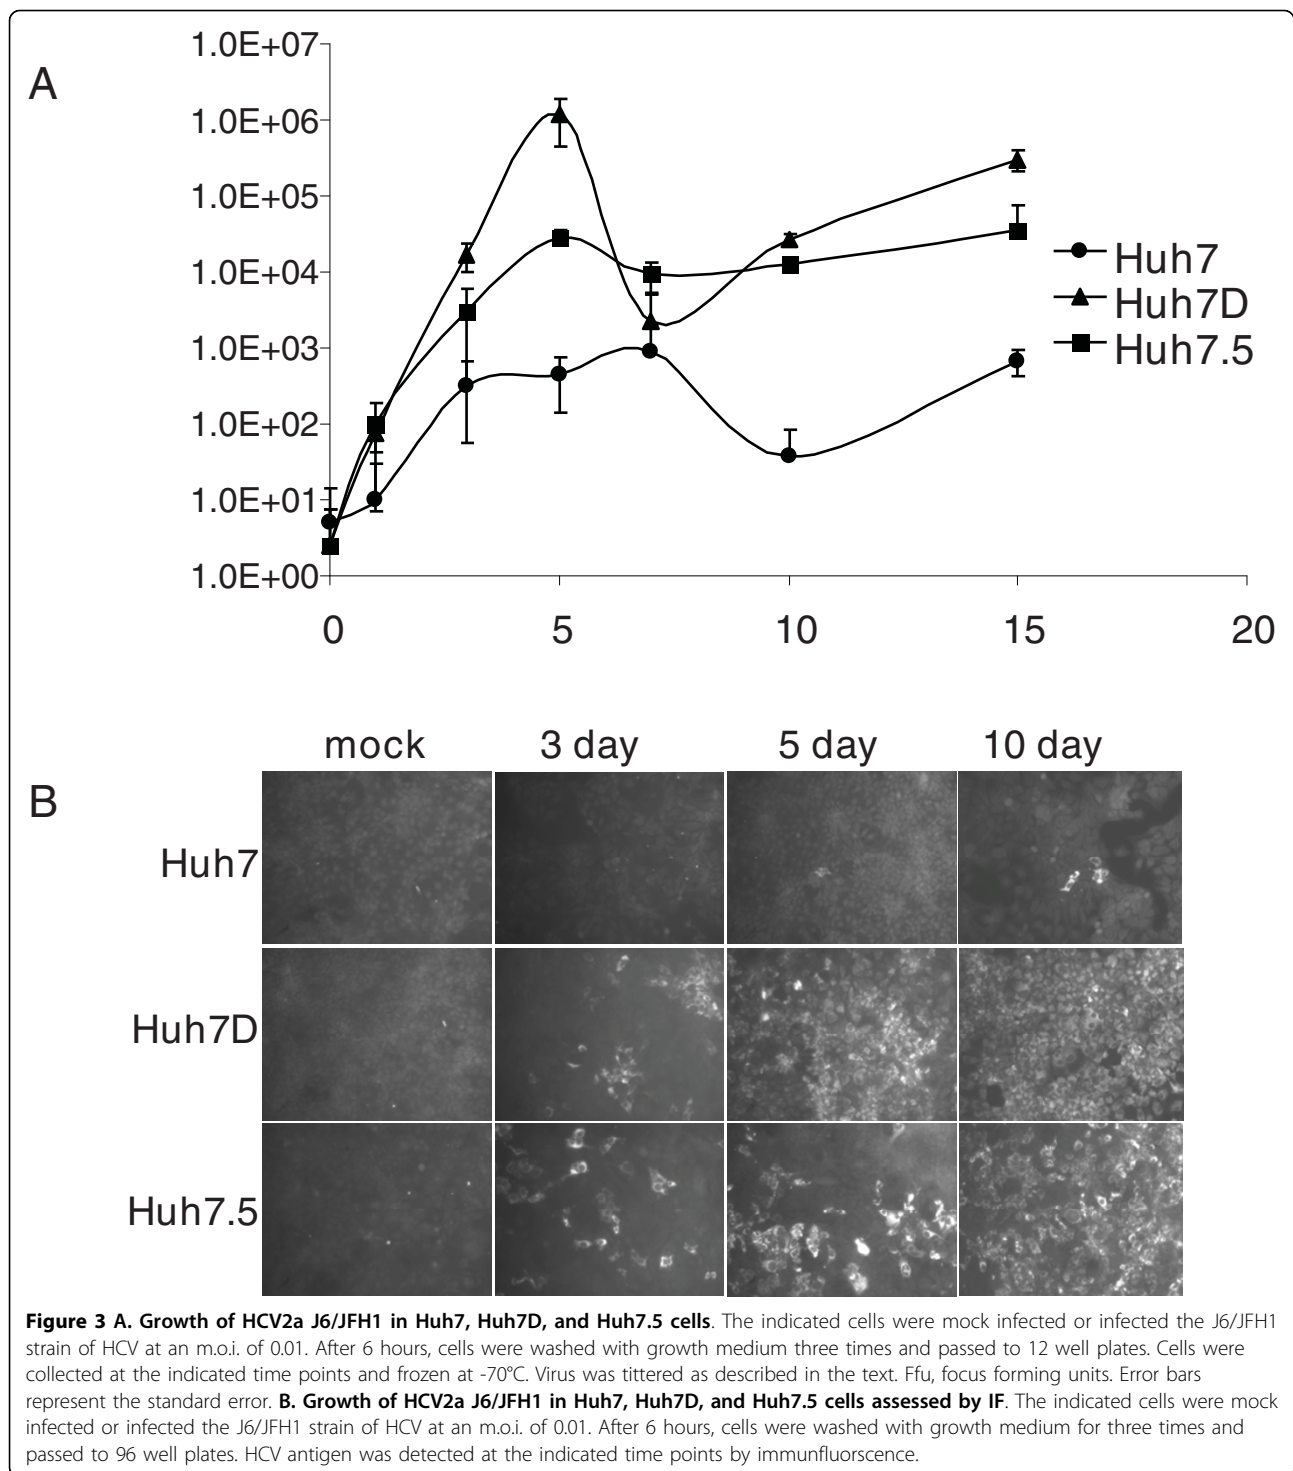 A
1.0E+07
1.0E+06
1.0E+05
1.0E+04
1.0E+03
1.0E+02
1.0E+01
1.0E+00
0 5 10 15 20
Huh7
Huh7D
Huh7.5
B
mock 3 day 5 day 10 day
Huh7
Huh7D
Huh7.5
Figure 3 A. Growth of HCV2a J6/JFH1 in Huh7, Huh7D, and Huh7.5 cells. The indicated cells were mock infected or infected the J6/JFH1
strain of HCV at an m.o.i. of 0.01. After 6 hours, cells were washed with growth medium three times and passed to 12 well plates. Cells were
collected at the indicated time points and frozen at -70°C. Virus was tittered as described in the text. Ffu, focus forming units. Error bars
represent the standard error. B. Growth of HCV2a J6/JFH1 in Huh7, Huh7D, and Huh7.5 cells assessed by IF. The indicated cells were mock
infected or infected the J6/JFH1 strain of HCV at an m.o.i. of 0.01. After 6 hours, cells were washed with growth medium for three times and
passed to 96 well plates. HCV antigen was detected at the indicated time points by immunfluorscence.